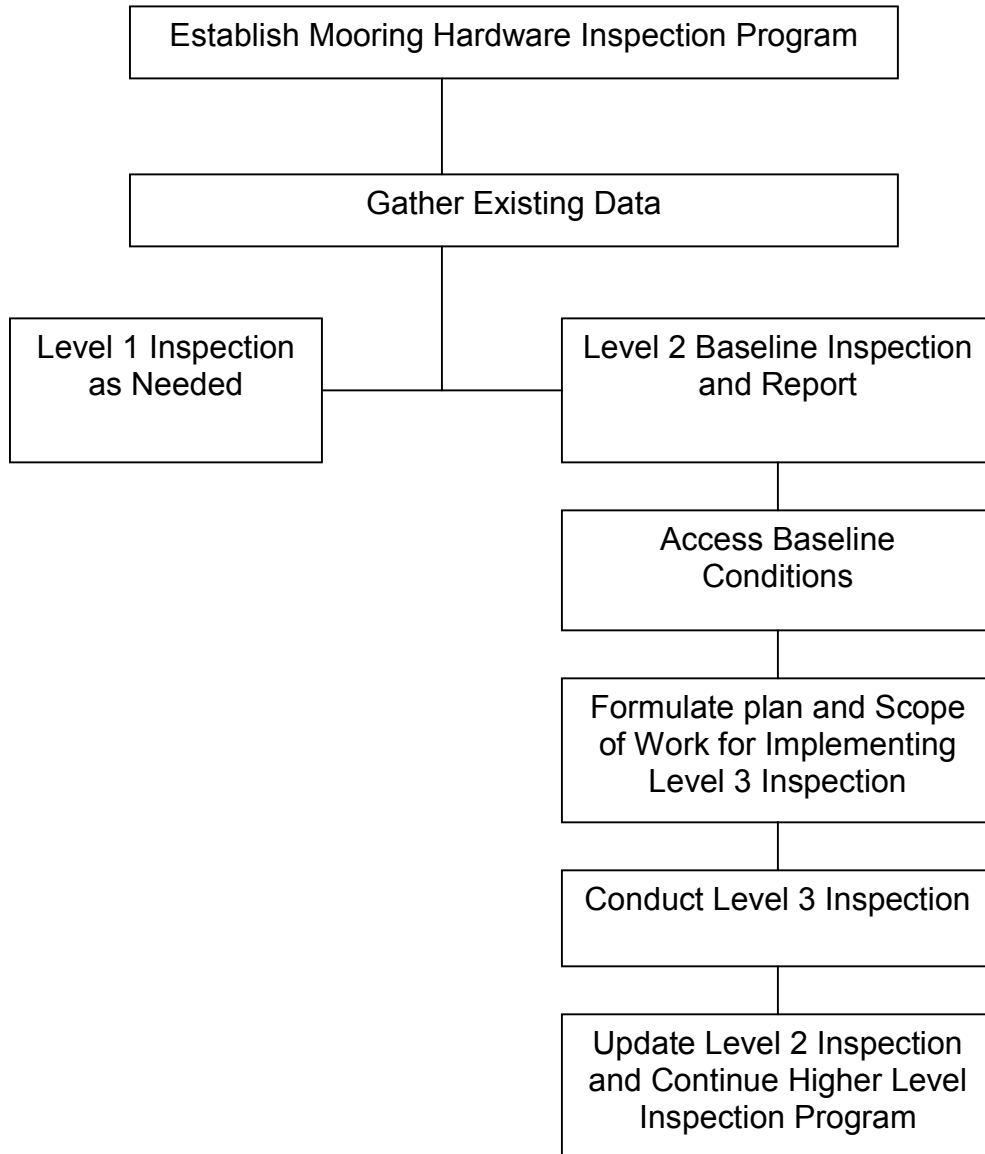 Establish Mooring Hardware Inspection Program
Gather Existing Data
Level 1 Inspection
as Needed
Level 2 Baseline Inspection
and Report
Access Baseline
Conditions
Formulate plan and Scope
of Work for Implementing
Level 3 Inspection
Conduct Level 3 Inspection
Update Level 2 Inspection
and Continue Higher Level
Inspection Program